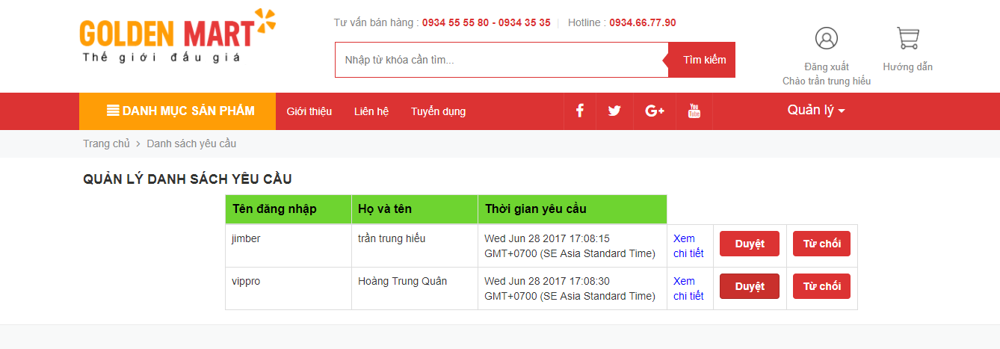 GOLDEN MART
Thế giới đấu giá
Tư vấn bán hàng : 0934 55 55 80 - 0934 35 35 | Hotline : 0934.66.77.90
Nhập từ khóa cần tìm... Tìm kiếm
Đăng xuất
Chào trần trung hiếu
Hướng dẫn
DANH MỤC SẢN PHẨM Giới thiệu Liên hệ Tuyển dụng You Tube Quản lý
Trang chủ > Danh sách yêu cầu
QUẢN LÝ DANH SÁCH YÊU CẦU
Tên đăng nhập Họ và tên Thời gian yêu cầu
jimber trần trung hiếu Wed Jun 28 2017 17:08:15
GMT+0700 (SE Asia Standard Time)
Xem
chi tiết
Duyệt Từ chối
vippro Hoàng Trung Quân Wed Jun 28 2017 17:08:30
GMT+0700 (SE Asia Standard Time)
Xem
chi tiết
Duyệt Từ chối